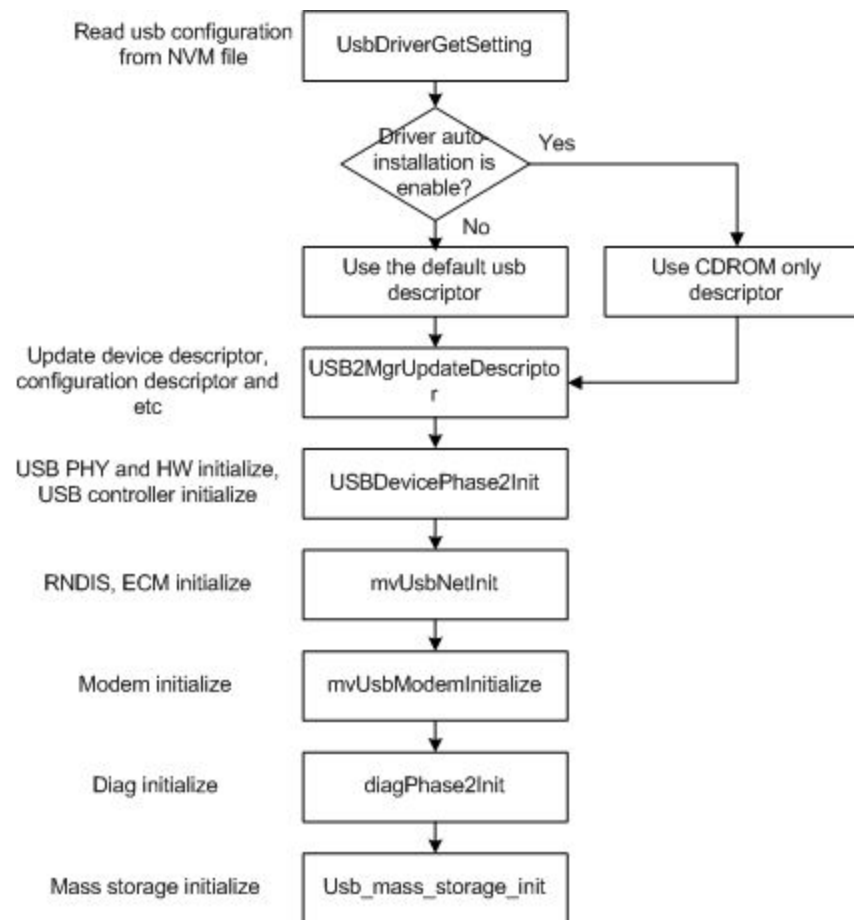 Read usb configuration
from NVM file
UsbDriverGetSetting
Driver auto-
installation is
enable?
Yes
No
Use the default usb
descriptor
Use CDROM only
descriptor
Update device descriptor,
configuration descriptor and
etc
USB2MgrUpdateDescripto
r
USB PHY and HW initialize,
USB controller initialize
USBDevicePhase2Init
RNDIS, ECM initialize
mvUsbNetInit
Modem initialize
mvUsbModemInitialize
Diag initialize
diagPhase2Init
Mass storage initialize
Usb_mass_storage_init